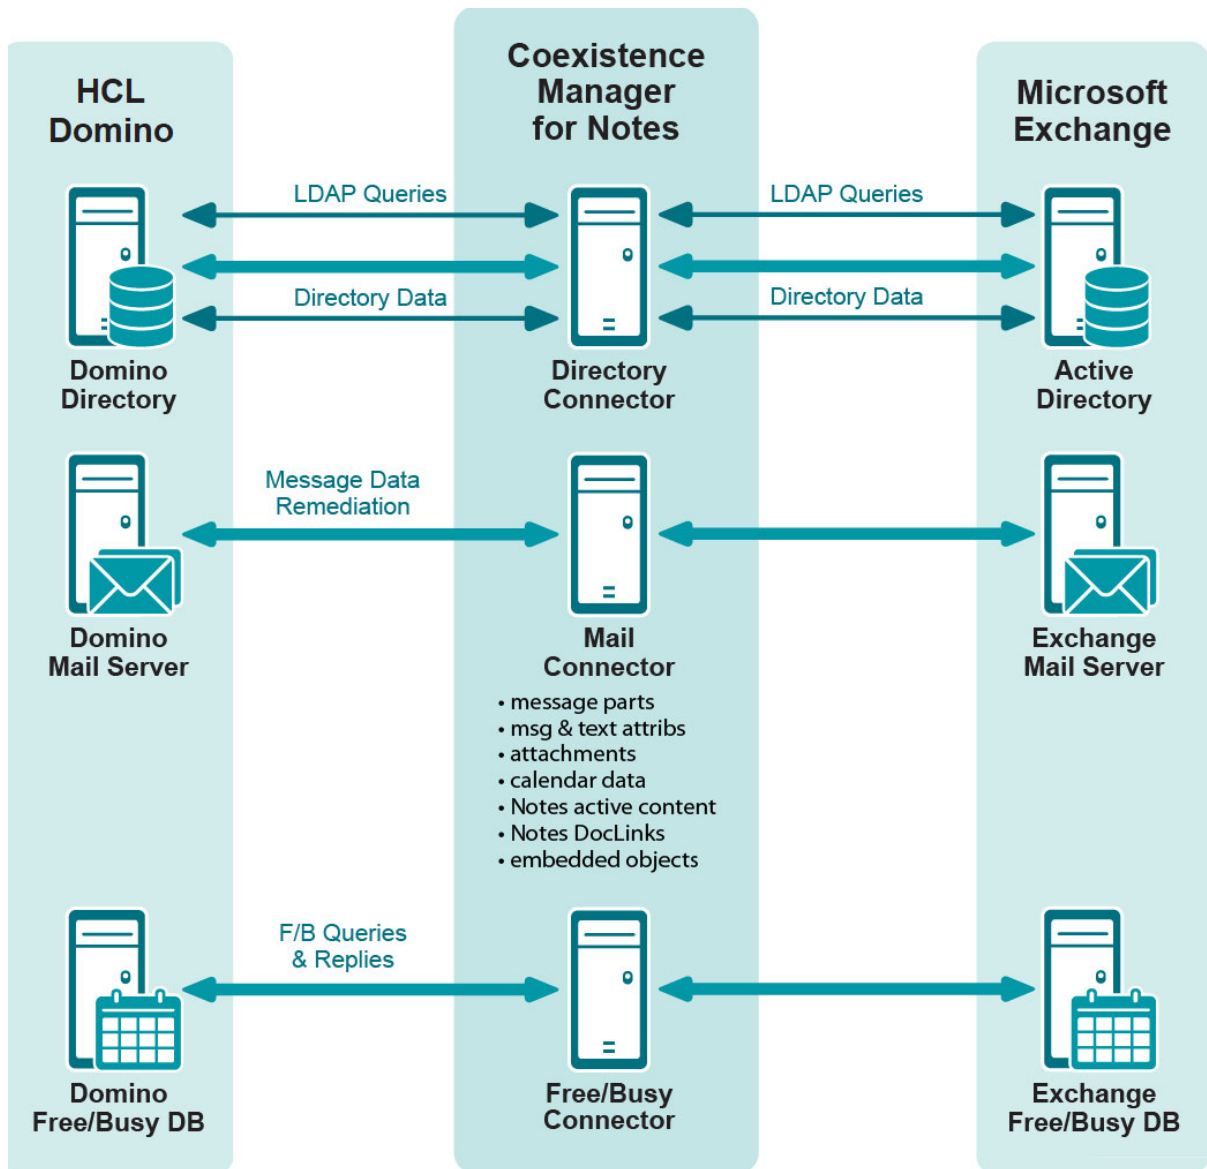 HCL
Domino
Coexistence
Manager
for Notes
Microsoft
Exchange
LDAP Queries
LDAP Queries
Directory Data
Directory Data
Domino
Directory
Directory
Connector
Active
Directory
Message Data
Remediation
Domino
Mail Server
Mail
Connector
Exchange
Mail Server
• message parts
• msg & text attribs
• attachments
• calendar data
• Notes active content
• Notes DocLinks
• embedded objects
F/B Queries
& Replies
Domino
Free/Busy DB
Free/Busy
Connector
Exchange
Free/Busy DB